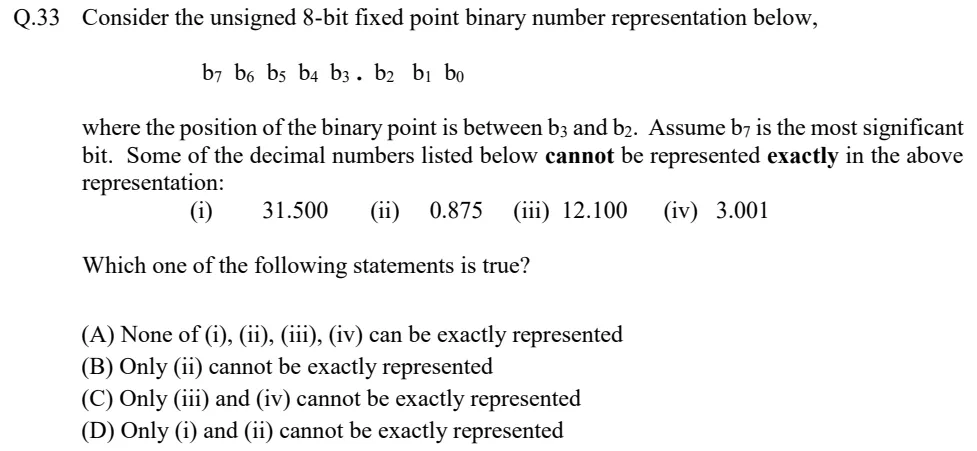 Q.33 Consider the unsigned 8-bit fixed point binary number representation below,
b₇ b₆ b₅ b₄ b₃ . b₂ b₁ b₀
where the position of the binary point is between b₃ and b₂. Assume b₇ is the most significant
bit. Some of the decimal numbers listed below cannot be represented exactly in the above
representation:
(i) 31.500 (ii) 0.875 (iii) 12.100 (iv) 3.001
Which one of the following statements is true?
(A) None of (i), (ii), (iii), (iv) can be exactly represented
(B) Only (ii) cannot be exactly represented
(C) Only (iii) and (iv) cannot be exactly represented
(D) Only (i) and (ii) cannot be exactly represented